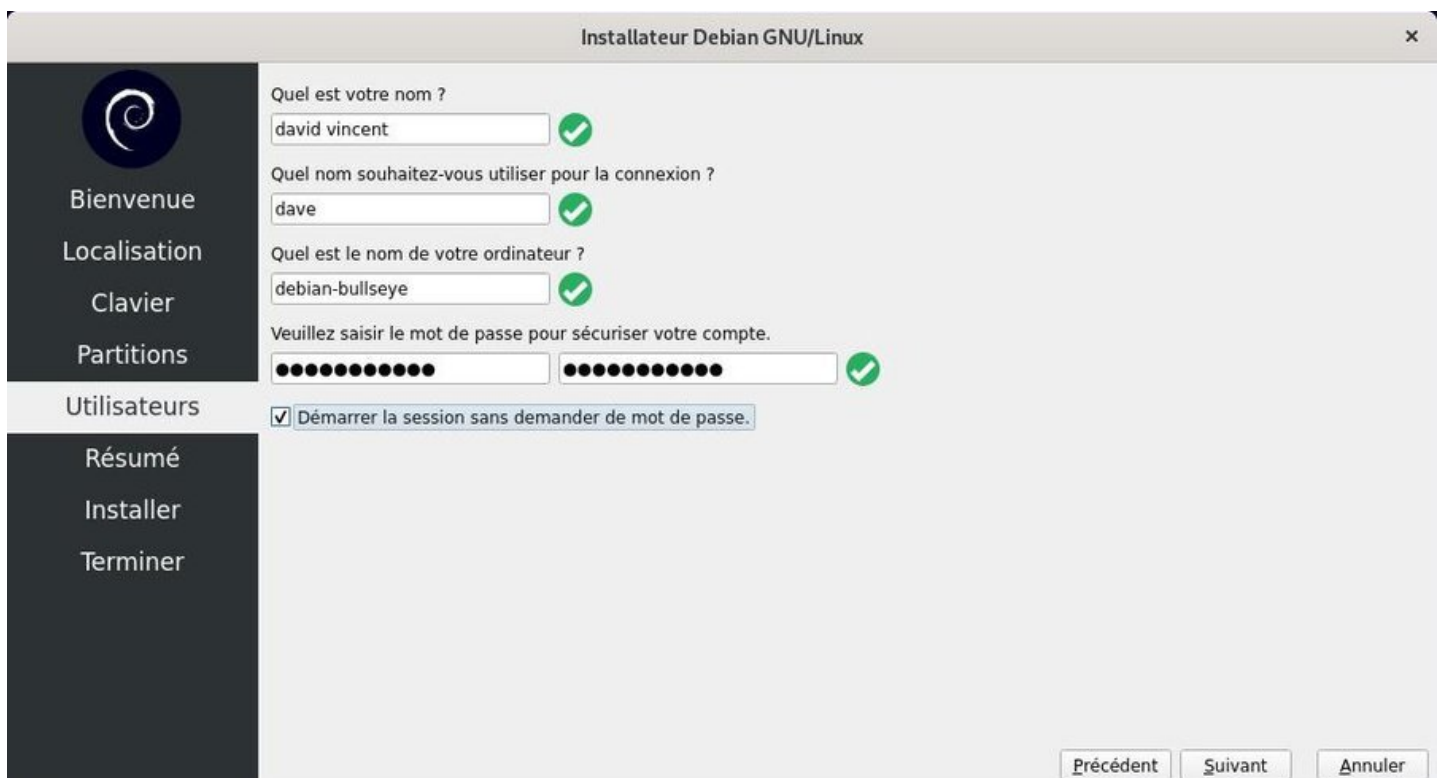 Installateur Debian GNU/Linux
Bienvenue
Localisation
Clavier
Partitions
Utilisateurs
Résumé
Installer
Terminer
Quel est votre nom ?
david vincent
Quel nom souhaitez-vous utiliser pour la connexion ?
dave
Quel est le nom de votre ordinateur ?
debian-bullseye
Veuillez saisir le mot de passe pour sécuriser votre compte.
Démarrer la session sans demander de mot de passe.
Précédent Suivant Annuler